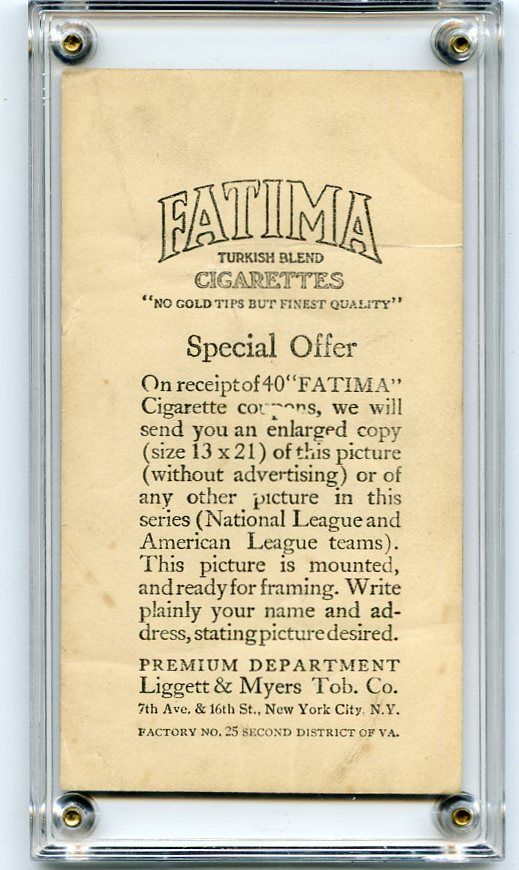 FATIMA
TURKISH BLEND
CIGARETTES
"NO GOLD TIPS BUT FINEST QUALITY"
Special Offer
On receipt of 40 "FATIMA"
Cigarette coupons, we will
send you an enlarged copy
(size 13 x 21) of this picture
(without advertising) or of
any other picture in this
series (National League and
American League teams).
This picture is mounted,
and ready for framing. Write
plainly your name and ad-
dress, stating picture desired.
PREMIUM DEPARTMENT
Liggett & Myers Tob. Co.
7th Ave. & 16th St., New York City, N.Y.
FACTORY NO. 25 SECOND DISTRICT OF VA.